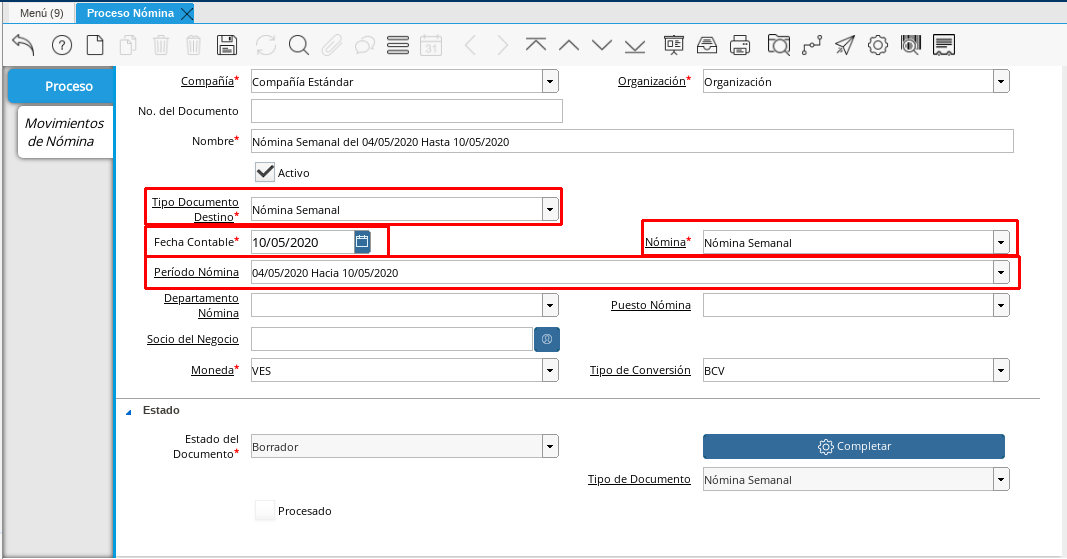 Menú (9)
Proceso Nómina
31
Proceso
Movimientos
de Nómina
Compañía*
Compañía Estándar
Organización*
Organización
No. del Documento
Nombre*
Nómina Semanal del 04/05/2020 Hasta 10/05/2020
Activo
Tipo Documento
Destino*
Nómina Semanal
Fecha Contable*
10/05/2020
Nómina*
Nómina Semanal
Período Nómina
04/05/2020 Hacia 10/05/2020
Departamento
Nómina
Puesto Nómina
Socio del Negocio
Moneda*
VES
Tipo de Conversión
BCV
Estado
Estado del
Documento*
Borrador
Completar
Tipo de Documento
Nómina Semanal
Procesado